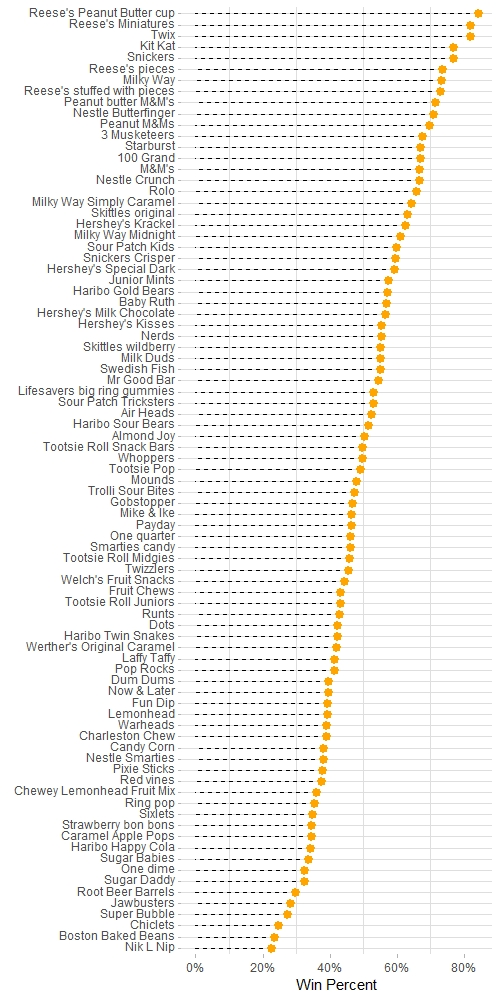 Reese's Peanut Butter cup
Reese's Miniatures
Twix
Kit Kat
Snickers
Reese's pieces
Milky Way
Reese's stuffed with pieces
Peanut butter M&M's
Nestle Butterfinger
Peanut M&Ms
3 Musketeers
Starburst
100 Grand
M&M's
Nestle Crunch
Rolo
Milky Way Simply Caramel
Skittles original
Hershey's Krackel
Milky Way Midnight
Sour Patch Kids
Snickers Crisper
Hershey's Special Dark
Junior Mints
Haribo Gold Bears
Baby Ruth
Hershey's Milk Chocolate
Hershey's Kisses
Nerds
Skittles wildberry
Milk Duds
Swedish Fish
Mr Good Bar
Lifesavers big ring gummies
Sour Patch Tricksters
Air Heads
Haribo Sour Bears
Almond Joy
Tootsie Roll Snack Bars
Whoppers
Tootsie Pop
Mounds
Trolli Sour Bites
Gobstopper
Mike & Ike
Payday
One quarter
Smarties candy
Tootsie Roll Midgies
Twizzlers
Welch's Fruit Snacks
Fruit Chews
Tootsie Roll Juniors
Runts
Dots
Haribo Twin Snakes
Werther's Original Caramel
Laffy Taffy
Pop Rocks
Dum Dums
Now & Later
Fun Dip
Lemonhead
Warheads
Charleston Chew
Candy Corn
Nestle Smarties
Pixie Sticks
Red vines
Chewey Lemonhead Fruit Mix
Ring pop
Sixlets
Strawberry bon bons
Caramel Apple Pops
Haribo Happy Cola
Sugar Babies
One dime
Sugar Daddy
Root Beer Barrels
Jawbusters
Super Bubble
Chiclets
Boston Baked Beans
Nik L Nip
0% 20% 40% 60% 80%
Win Percent